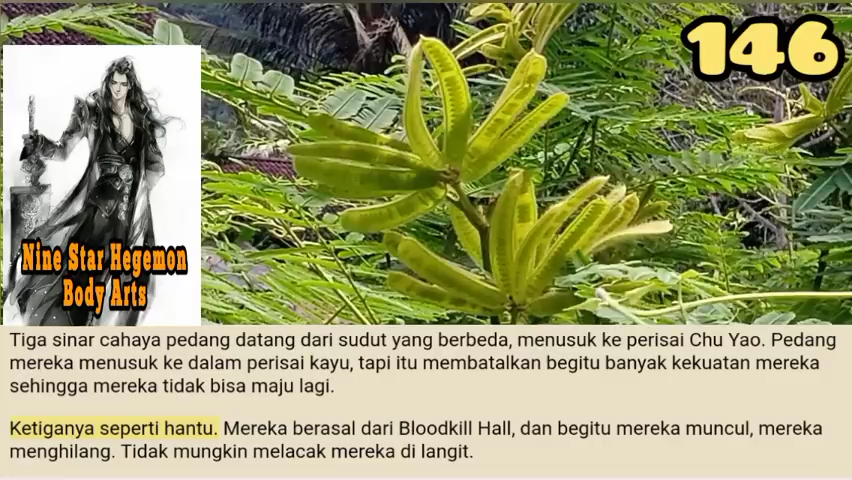 146
Nine Star Hegemon
Body Arts
Tiga sinar cahaya pedang datang dari sudut yang berbeda, menusuk ke perisai Chu Yao. Pedang
mereka menusuk ke dalam perisai kayu, tapi itu membatalkan begitu banyak kekuatan mereka
sehingga mereka tidak bisa maju lagi.
Ketiganya seperti hantu. Mereka berasal dari Bloodkill Hall, dan begitu mereka muncul, mereka
menghilang. Tidak mungkin melacak mereka di langit.